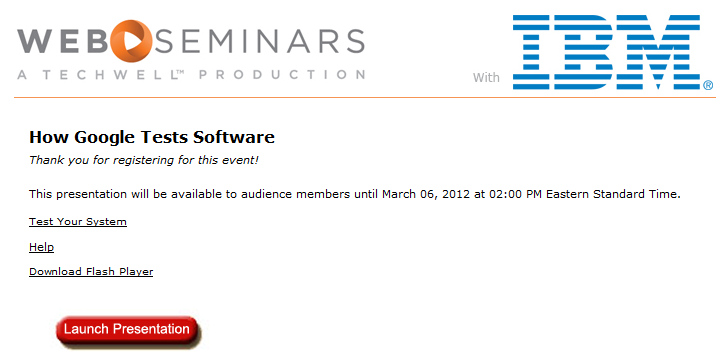 WEB SEMINARS
A TECHWELL™ PRODUCTION
With IBM®
How Google Tests Software
Thank you for registering for this event!
This presentation will be available to audience members until March 06, 2012 at 02:00 PM Eastern Standard Time.
Test Your System
Help
Download Flash Player
Launch Presentation